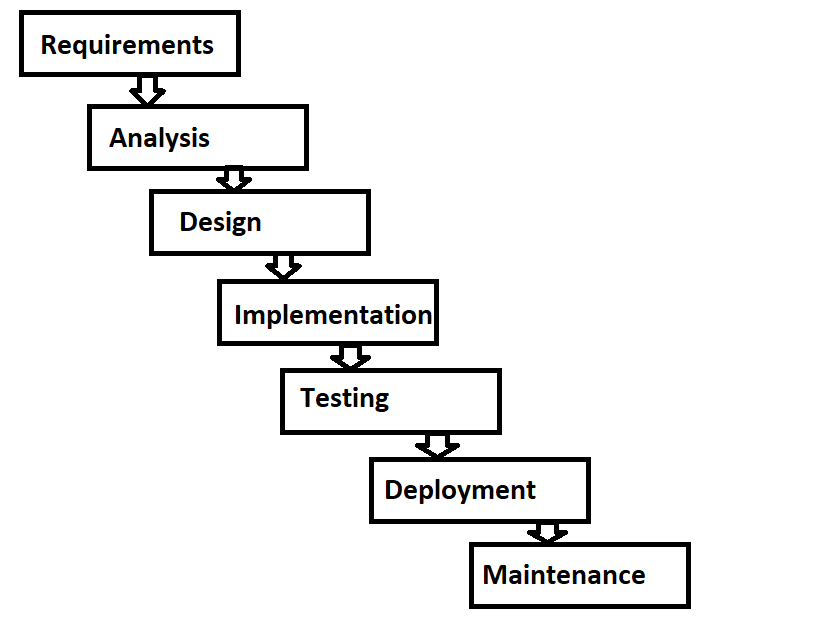 Requirements
Analysis
Design
Implementation
Testing
Deployment
Maintenance